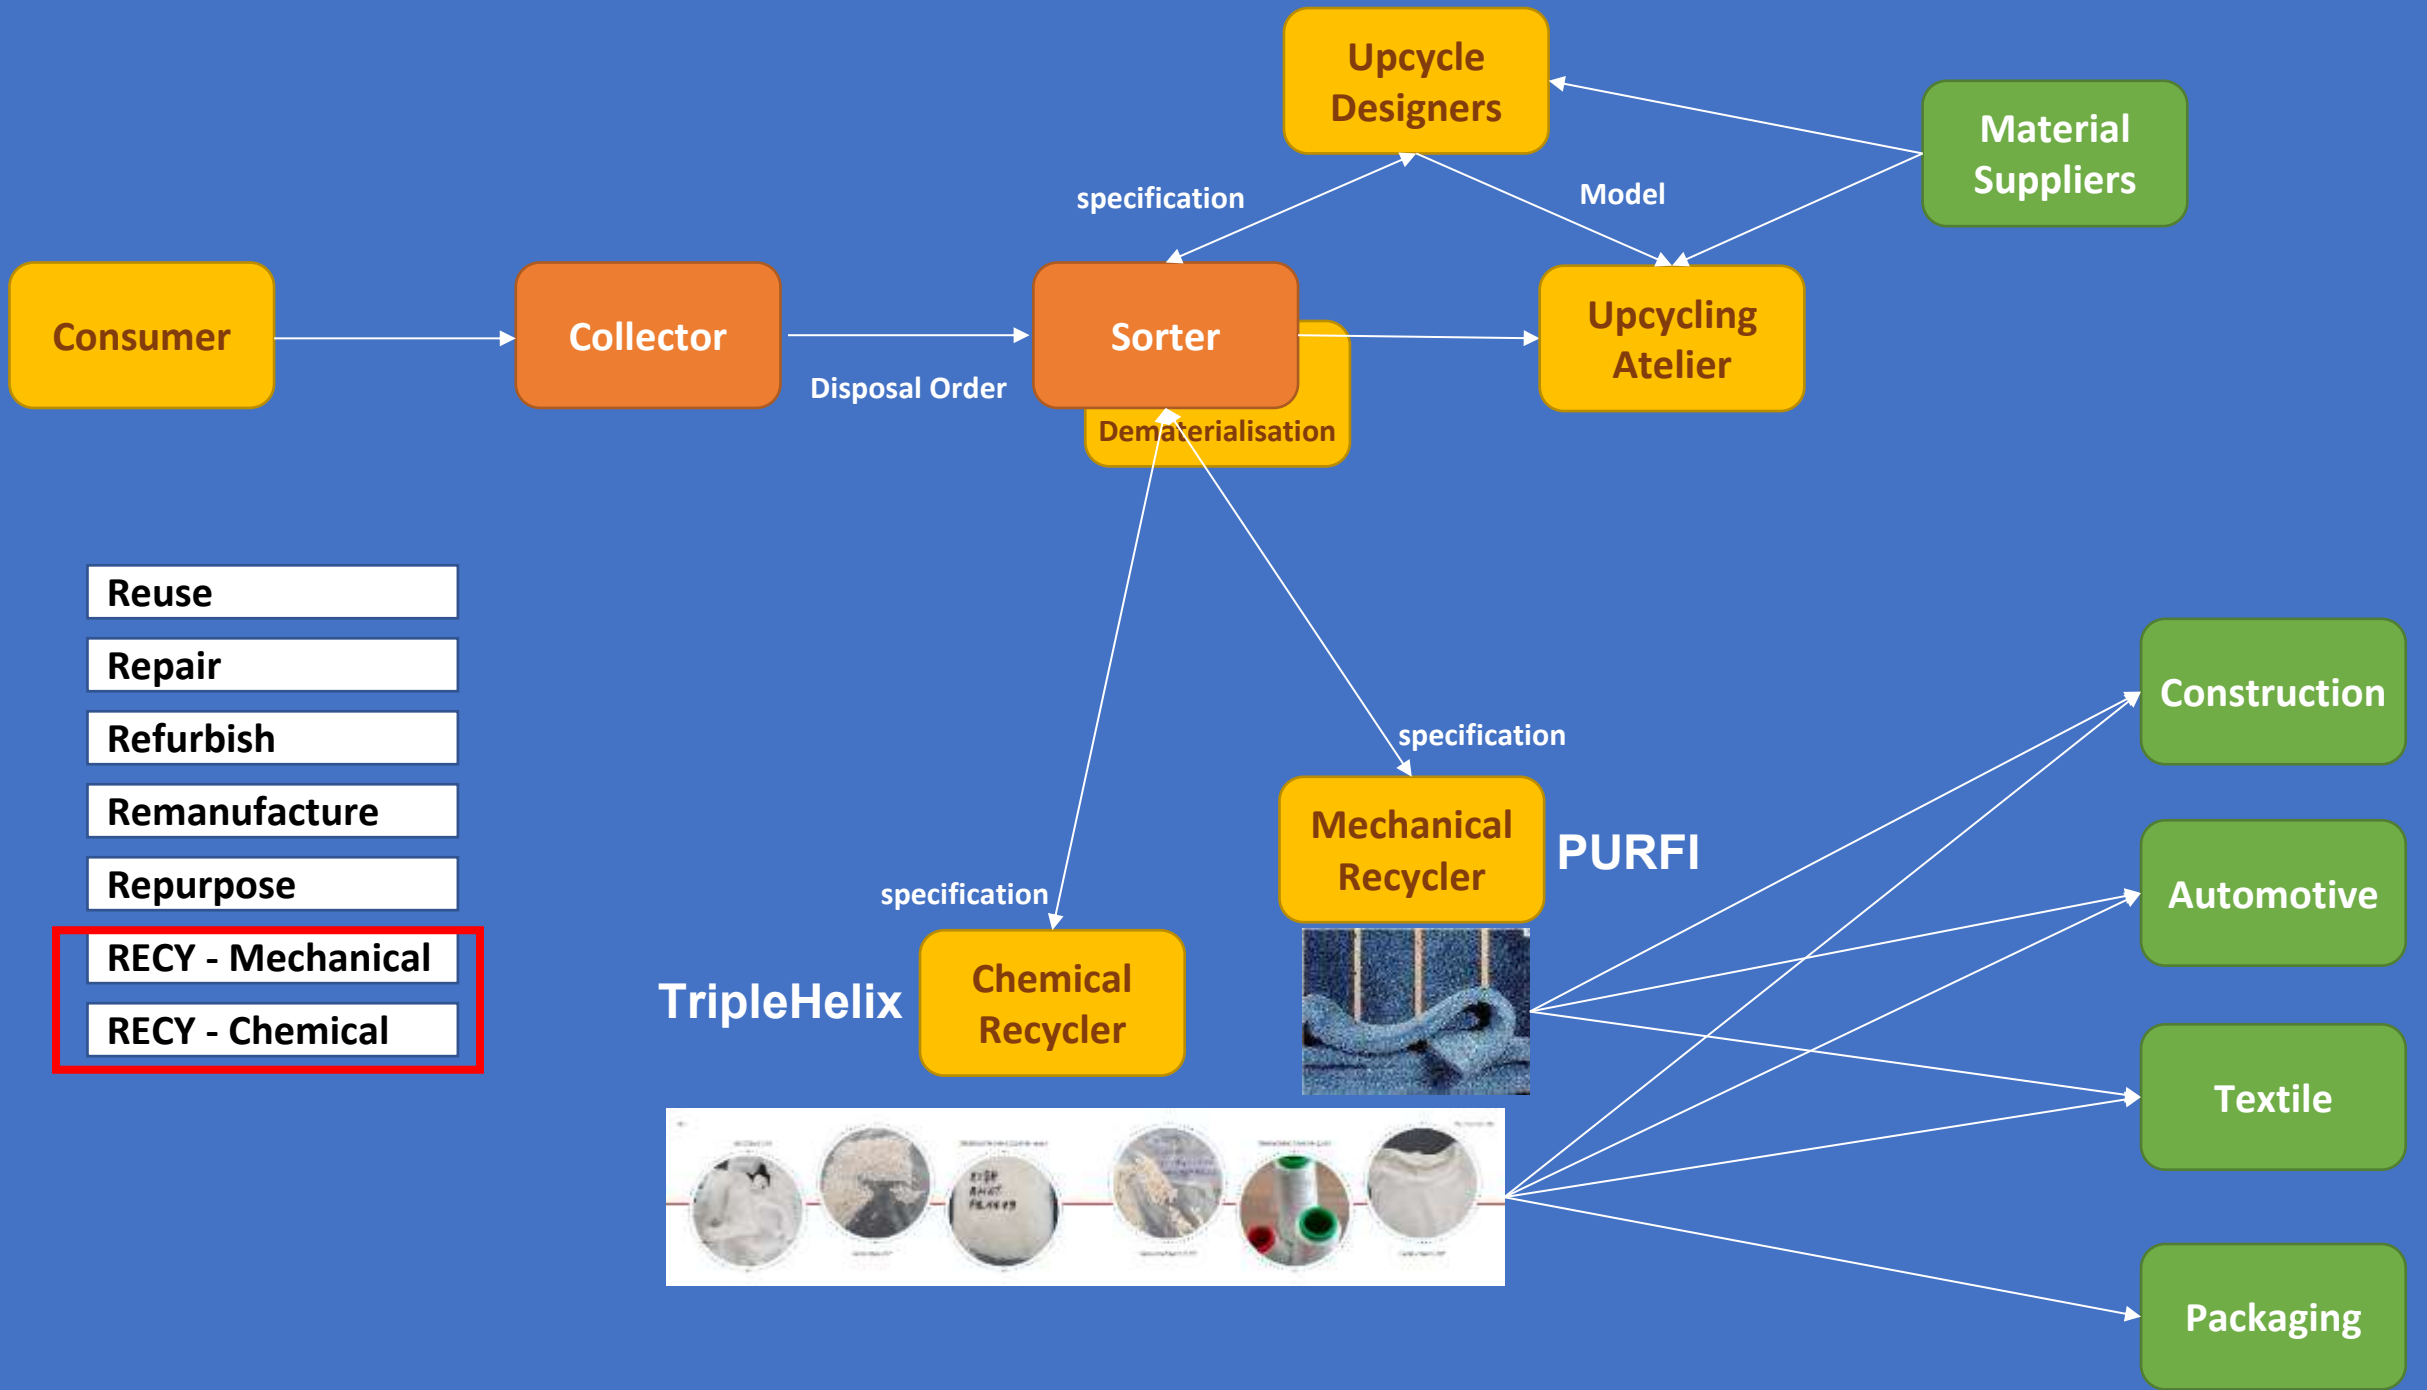 Upcycle
Designers
Material
Suppliers
specification
Model
Consumer
Collector
Sorter
Upcycling
Atelier
Disposal Order
Dematerialisation
Reuse
Repair
Refurbish
Remanufacture
Repurpose
RECY - Mechanical
RECY - Chemical
specification
Mechanical
Recycler
PURFI
specification
TripleHelix
Chemical
Recycler
Construction
Automotive
Textile
Packaging